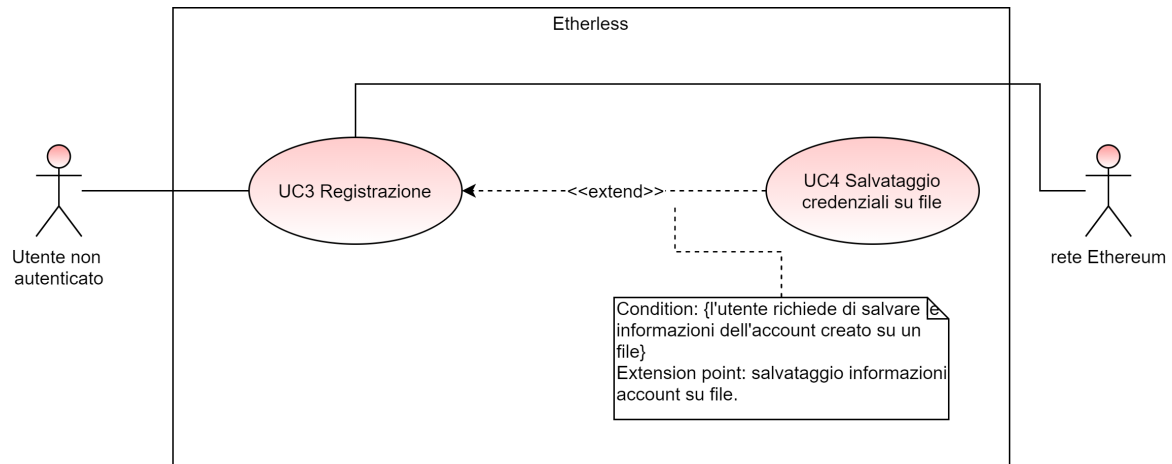 Etherless
UC3 Registrazione
<<extend>>
UC4 Salvataggio
credenziali su file
Utente non
autenticato
rete Ethereum
Condition: {l'utente richiede di salvare e
informazioni dell'account creato su un
file}
Extension point: salvataggio informazioni
account su file.